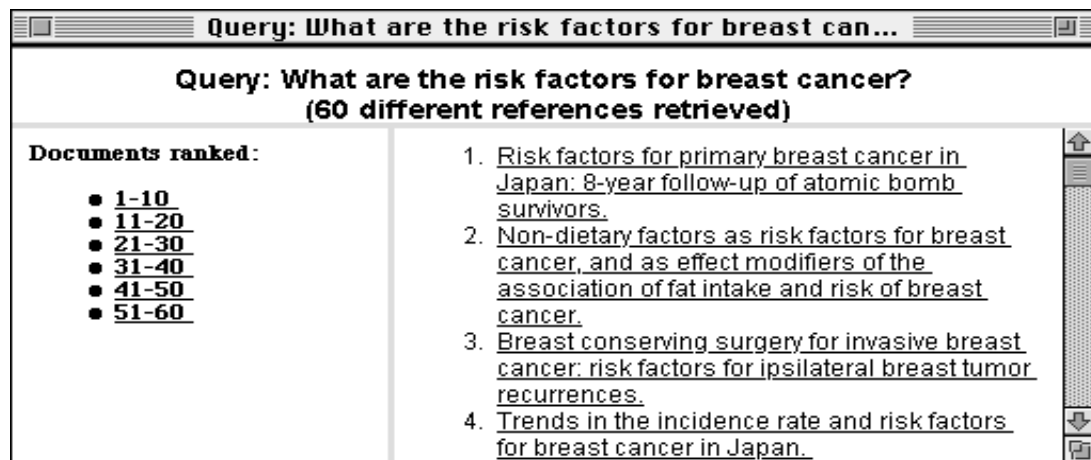 Query: What are the risk factors for breast can...
Query: What are the risk factors for breast cancer?
(60 different references retrieved)
Documents ranked:
1-10
11-20
21-30
31-40
41-50
51-60
1. Risk factors for primary breast cancer in
Japan: 8-year follow-up of atomic bomb
survivors.
2. Non-dietary factors as risk factors for breast
cancer, and as effect modifiers of the
association of fat intake and risk of breast
cancer.
3. Breast conserving surgery for invasive breast
cancer: risk factors for ipsilateral breast tumor
recurrences.
4. Trends in the incidence rate and risk factors
for breast cancer in Japan.